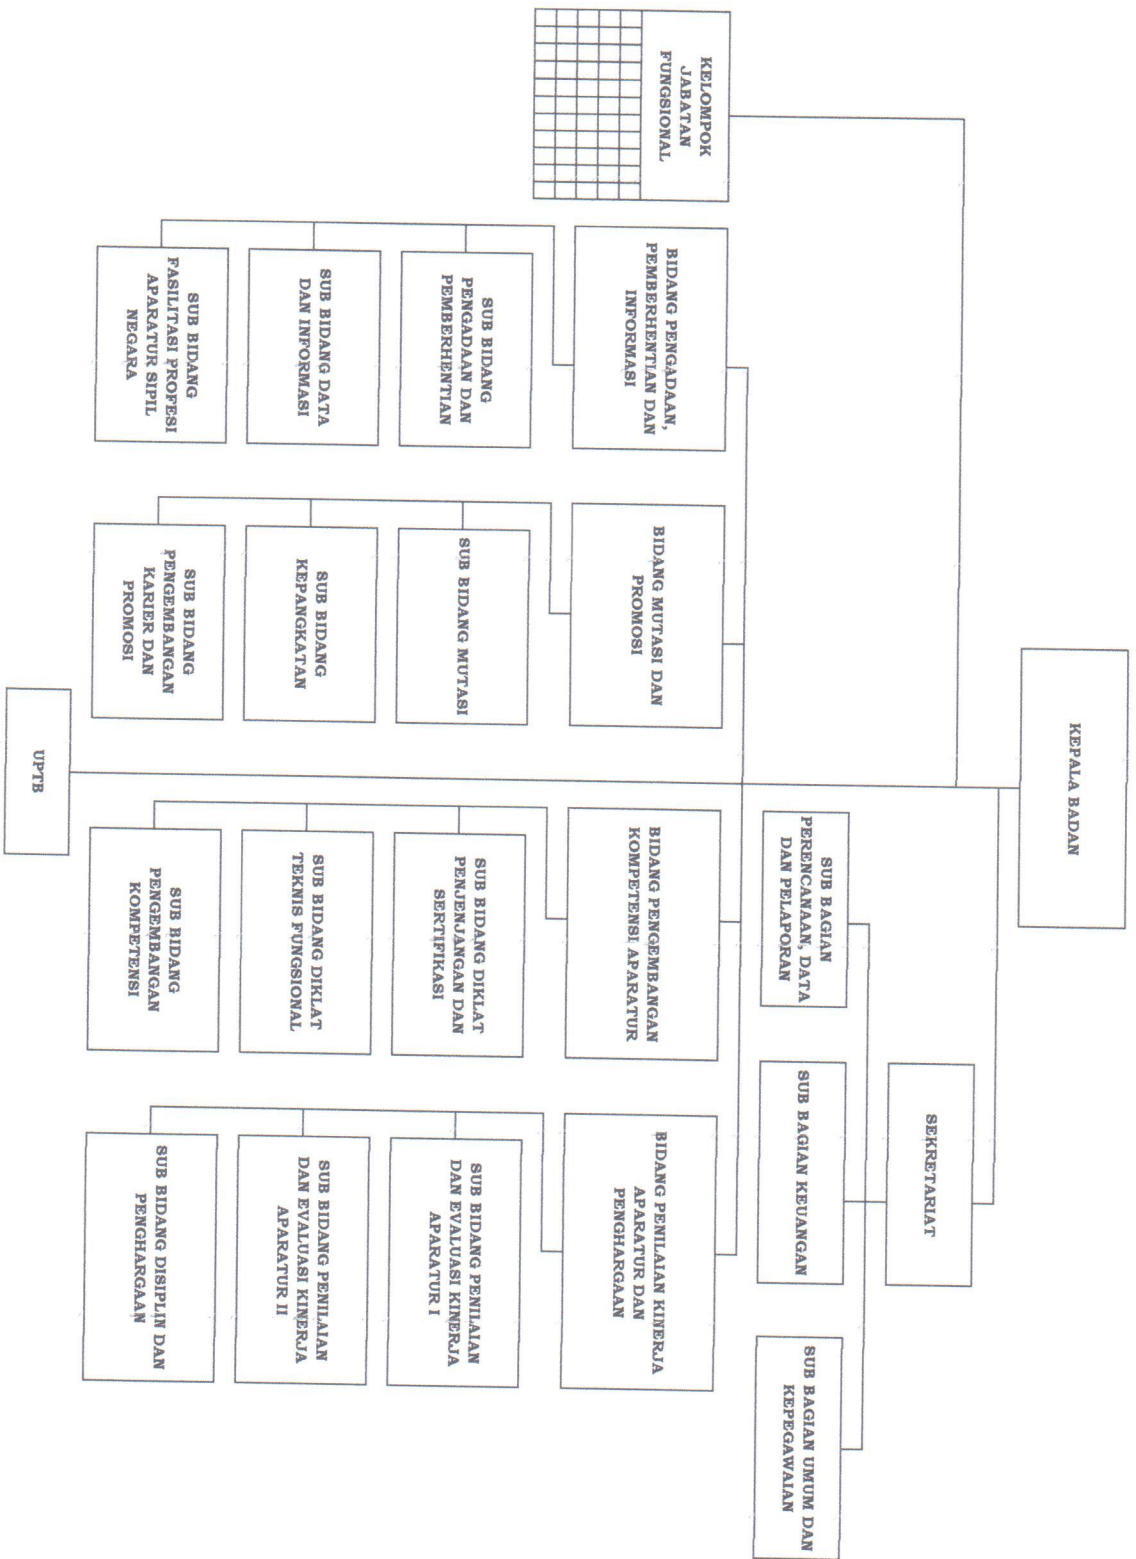 KEPALA BADAN
KELOMPOK
JABATAN
FUNGSIONAL
SEKRETARIAT
SUB BAGIAN
PERENCANAAN, DATA
DAN PELAPORAN
SUB BAGIAN KEUANGAN
SUB BAGIAN UMUM DAN
KEPEGAWAIAN
BIDANG PENGADAAN,
PEMBERHENTIAN DAN
INFORMASI
SUB BIDANG
PENGADAAN DAN
PEMBERHENTIAN
SUB BIDANG DATA
DAN INFORMASI
SUB BIDANG
FASILITASI PROFESI
APARATUR SIPIL
NEGARA
BIDANG MUTASI DAN
PROMOSI
SUB BIDANG MUTASI
SUB BIDANG
KEPANGKATAN
SUB BIDANG
PENGEMBANGAN
KARIER DAN
PROMOSI
BIDANG PENGEMBANGAN
KOMPETENSI APARATUR
SUB BIDANG DIKLAT
PENJENJANGAN DAN
SERTIFIKASI
SUB BIDANG DIKLAT
TEKNIS FUNGSIONAL
SUB BIDANG
PENGEMBANGAN
KOMPETENSI
BIDANG PENILAIAN KINERJA
APARATUR DAN
PENGHARGAAN
SUB BIDANG PENILAIAN
DAN EVALUASI KINERJA
APARATUR I
SUB BIDANG PENILAIAN
DAN EVALUASI KINERJA
APARATUR II
SUB BIDANG DISIPLIN DAN
PENGHARGAAN
UPTB